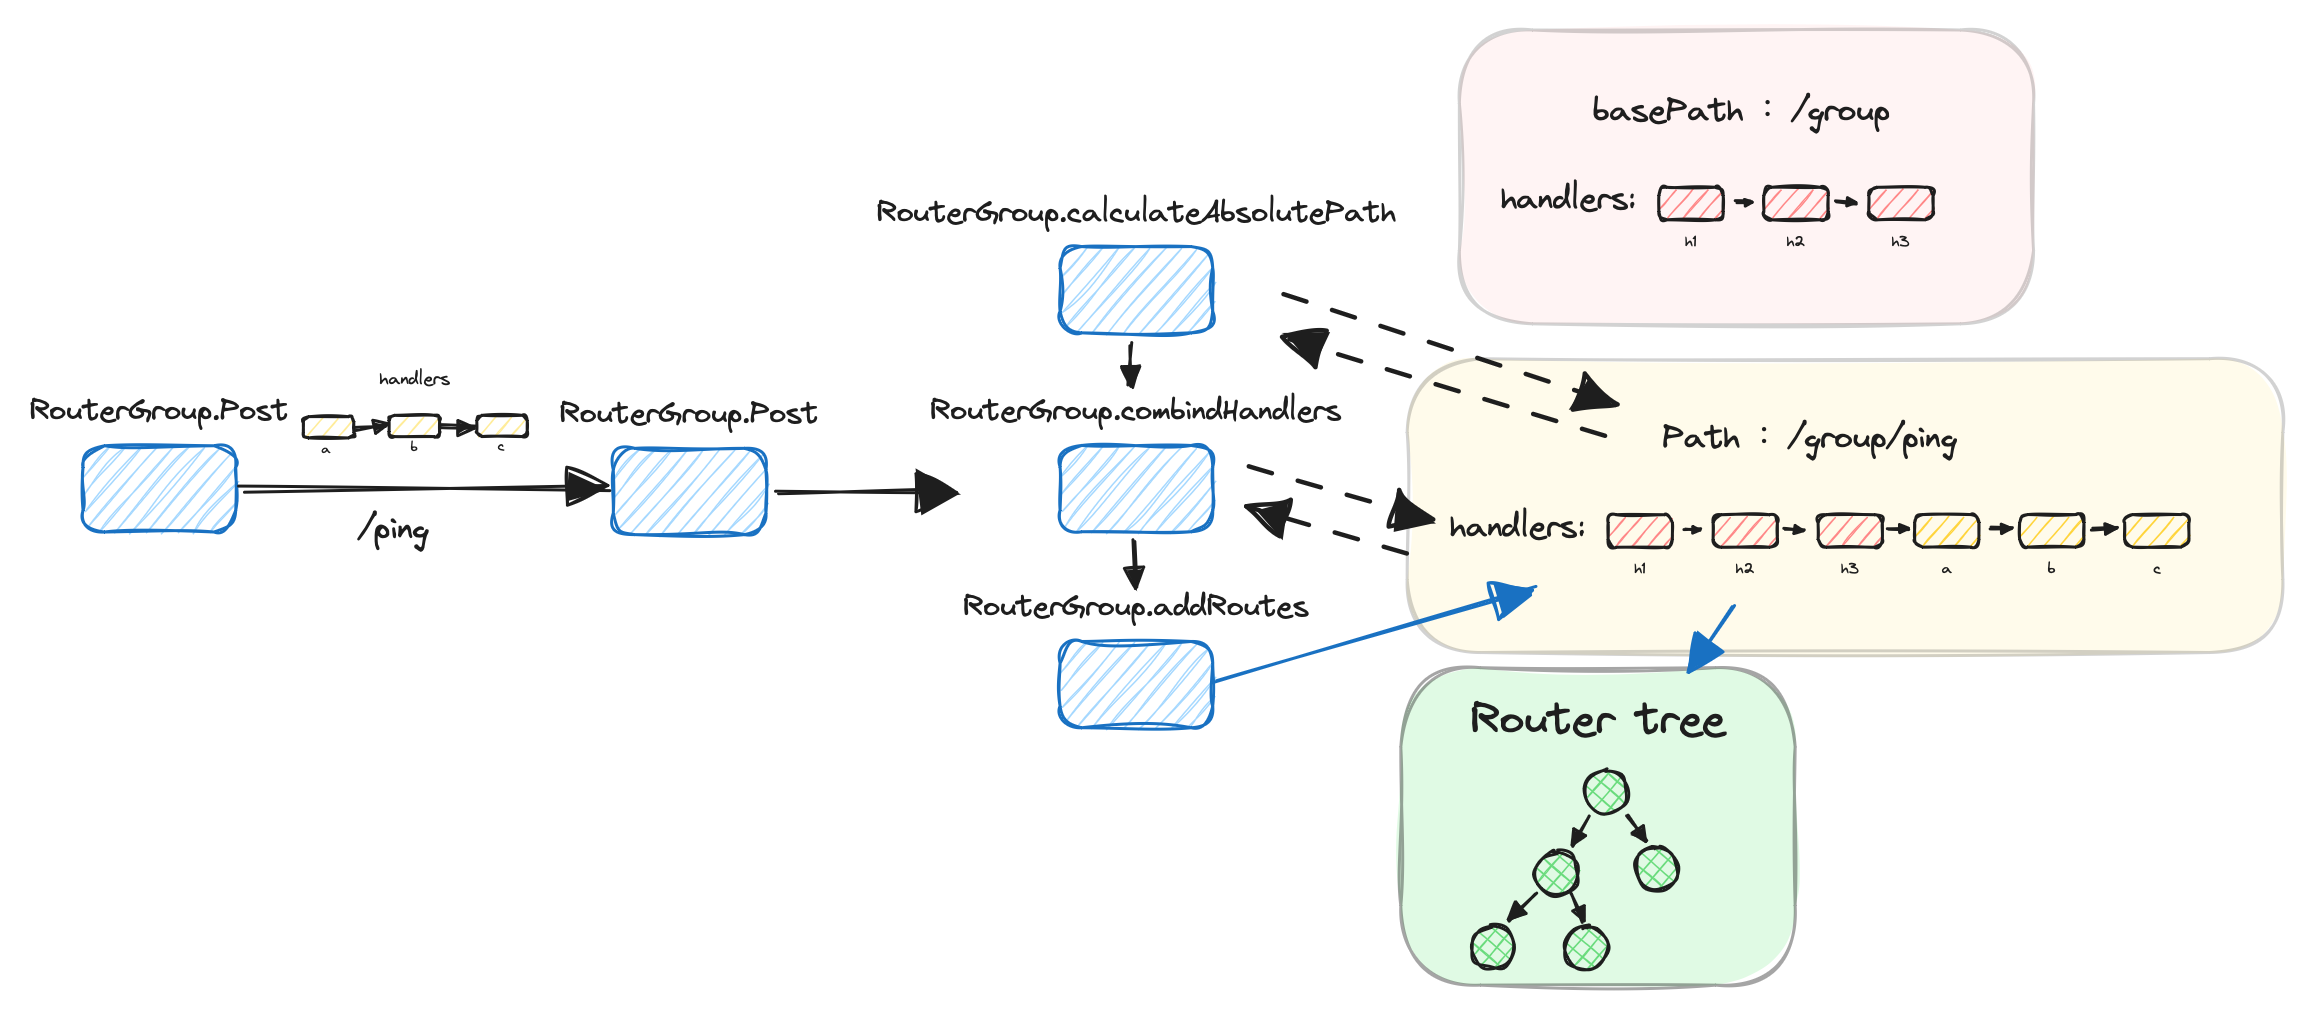 basePath : /group
handlers:
h1 h2 h3
RouterGroup.calculateAbsolutePath
handlers
RouterGroup.Post
a b c
/ping
RouterGroup.Post
RouterGroup.combindHandlers
RouterGroup.addRoutes
Path : /group/ping
handlers:
h1 h2 h3 a b c
Router tree